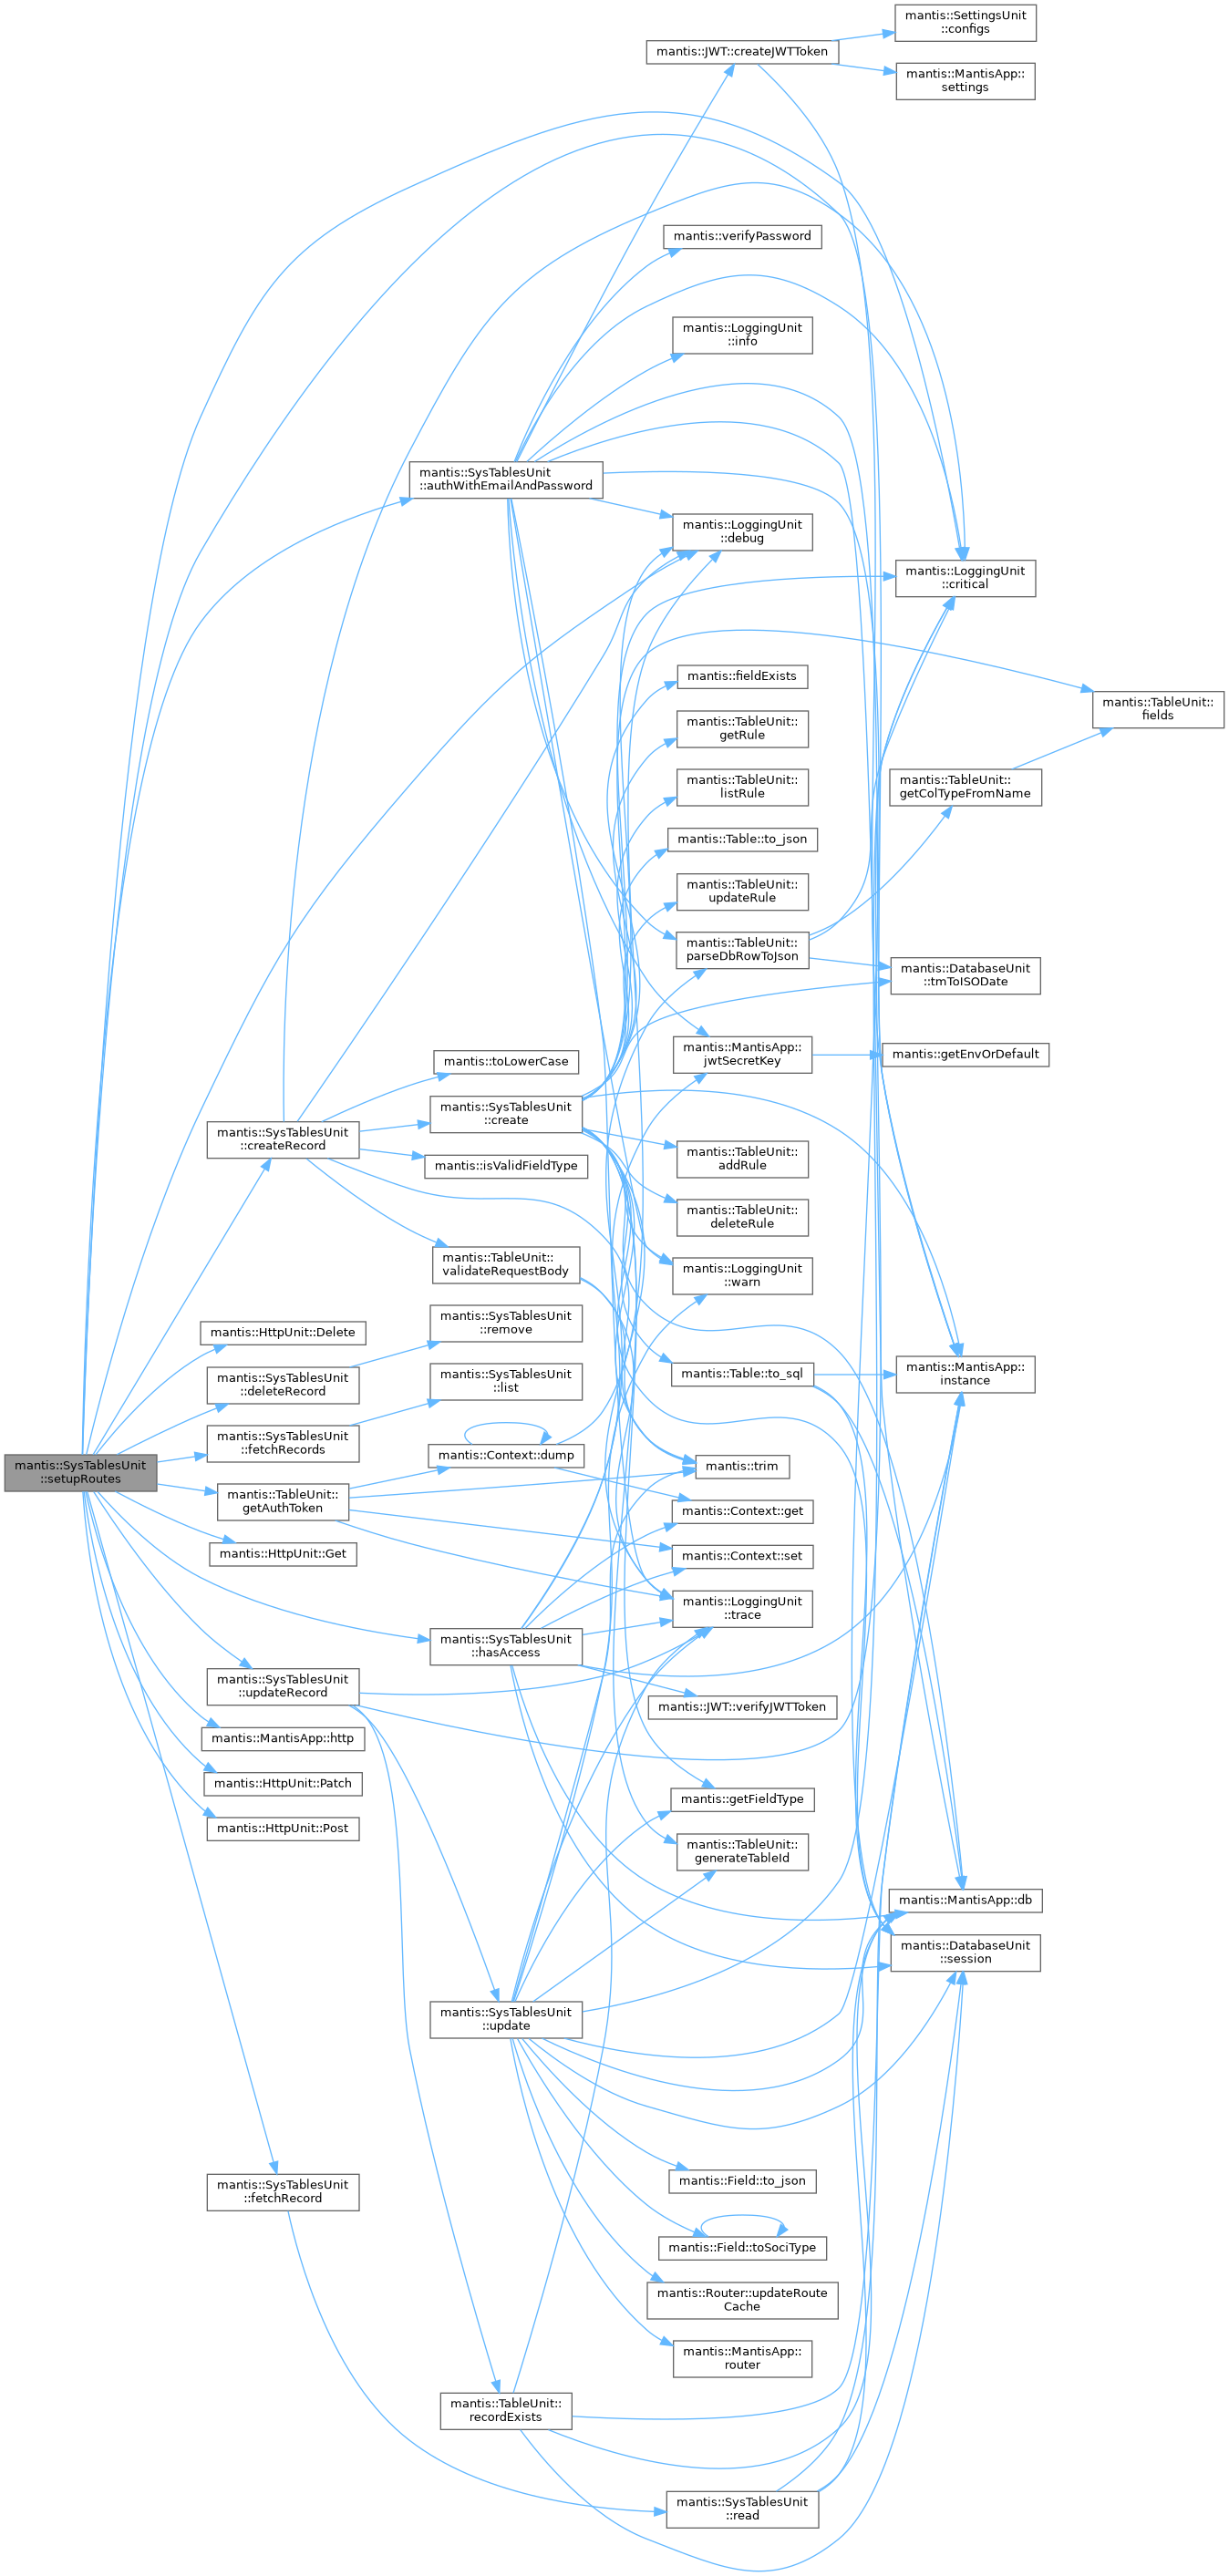 mantis::SettingsUnit
::configs
mantis::JWT::createJWTToken
mantis::MantisApp::
settings
mantis::verifyPassword
mantis::LoggingUnit
::info
mantis::SysTablesUnit
::authWithEmailAndPassword
mantis::LoggingUnit
::debug
mantis::LoggingUnit
::critical
mantis::fieldExists
mantis::TableUnit::
fields
mantis::TableUnit::
getRule
mantis::TableUnit::
listRule
mantis::TableUnit::
getColTypeFromName
mantis::Table::to_json
mantis::TableUnit::
updateRule
mantis::TableUnit::
parseDbRowToJson
mantis::DatabaseUnit
::tmToISODate
mantis::MantisApp::
jwtSecretKey
mantis::getEnvOrDefault
mantis::toLowerCase
mantis::SysTablesUnit
::create
mantis::SysTablesUnit
::createRecord
mantis::isValidFieldType
mantis::TableUnit::
addRule
mantis::TableUnit::
deleteRule
mantis::TableUnit::
validateRequestBody
mantis::LoggingUnit
::warn
mantis::SysTablesUnit
::remove
mantis::HttpUnit::Delete
mantis::SysTablesUnit
::deleteRecord
mantis::SysTablesUnit
::list
mantis::Table::to_sql
mantis::MantisApp::
instance
mantis::SysTablesUnit
::fetchRecords
mantis::Context::dump
mantis::trim
mantis::SysTablesUnit
::setupRoutes
mantis::TableUnit::
getAuthToken
mantis::Context::get
mantis::HttpUnit::Get
mantis::Context::set
mantis::LoggingUnit
::trace
mantis::SysTablesUnit
::hasAccess
mantis::SysTablesUnit
::updateRecord
mantis::JWT::verifyJWTToken
mantis::MantisApp::http
mantis::HttpUnit::Patch
mantis::getFieldType
mantis::HttpUnit::Post
mantis::TableUnit::
generateTableId
mantis::MantisApp::db
mantis::DatabaseUnit
::session
mantis::SysTablesUnit
::update
mantis::Field::to_json
mantis::SysTablesUnit
::fetchRecord
mantis::Field::toSociType
mantis::Router::updateRoute
Cache
mantis::MantisApp::
router
mantis::TableUnit::
recordExists
mantis::SysTablesUnit
::read